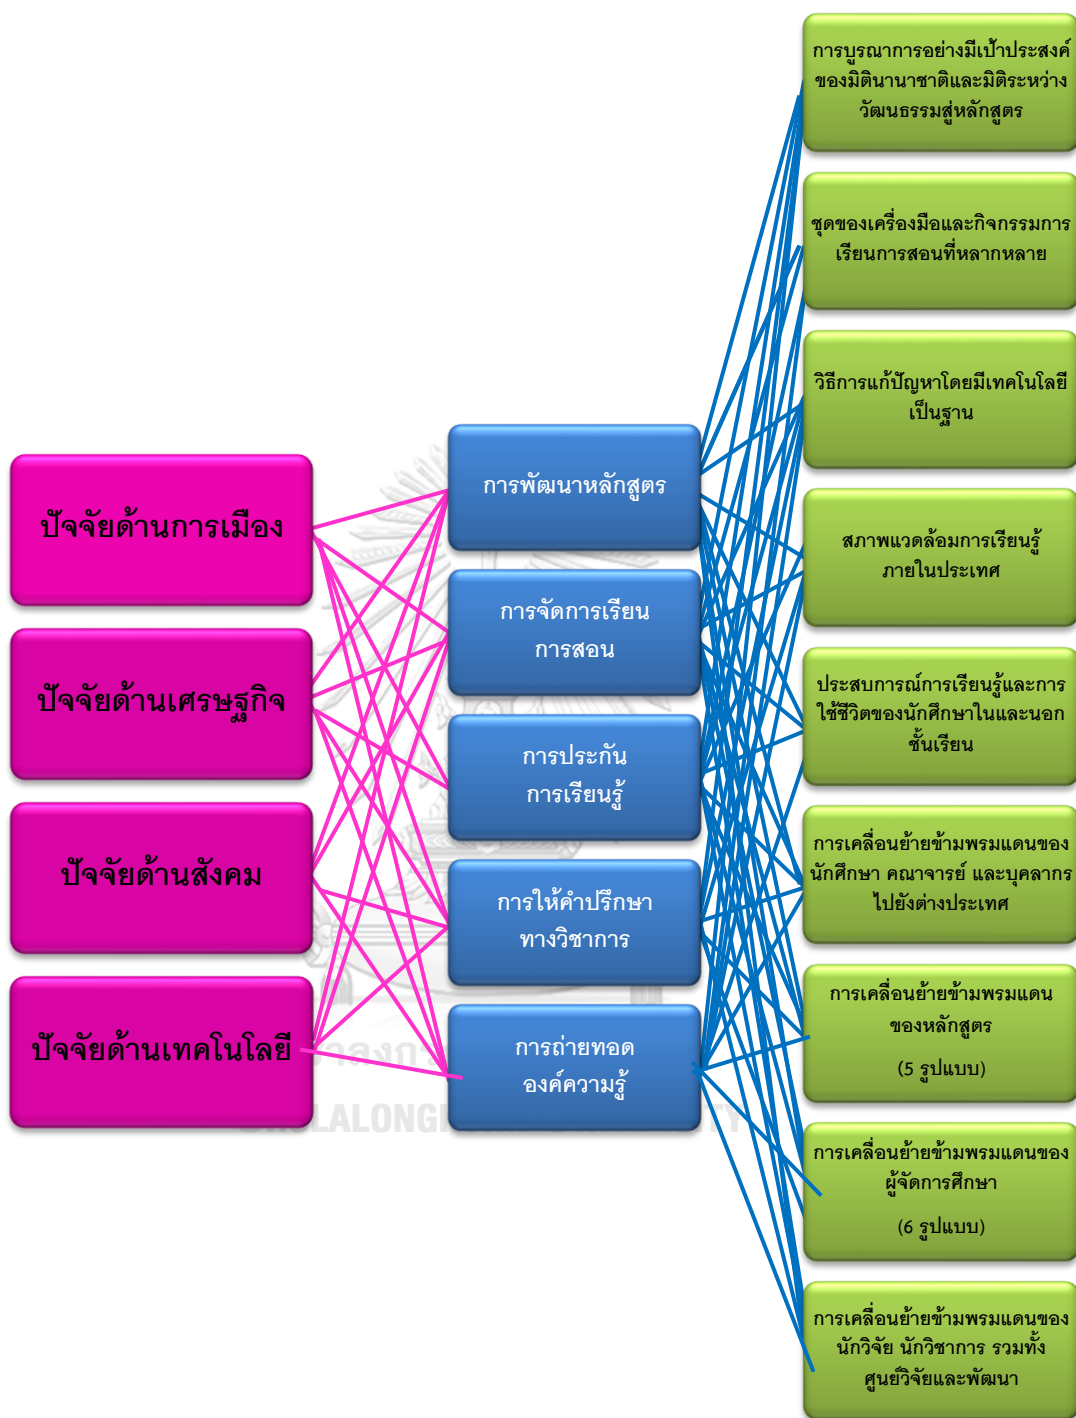 ปัจจัยด้านการเมือง
ปัจจัยด้านเศรษฐกิจ
ปัจจัยด้านสังคม
ปัจจัยด้านเทคโนโลยี
การพัฒนาหลักสูตร
การจัดการเรียน
การสอน
การประกัน
การเรียนรู้
การให้คำปรึกษา
ทางวิชาการ
การถ่ายทอด
องค์ความรู้
การบูรณาการอย่างมีเป้าประสงค์
ของมิตินานาชาติและมิติระหว่าง
วัฒนธรรมสู่หลักสูตร
ชุดของเครื่องมือและกิจกรรมการ
เรียนการสอนที่หลากหลาย
วิธีการแก้ปัญหาโดยมีเทคโนโลยี
เป็นฐาน
สภาพแวดล้อมการเรียนรู้
ภายในประเทศ
ประสบการณ์การเรียนรู้และการ
ใช้ชีวิตของนักศึกษาในและนอก
ชั้นเรียน
การเคลื่อนย้ายข้ามพรมแดนของ
นักศึกษา คณาจารย์ และบุคลากร
ไปยังต่างประเทศ
การเคลื่อนย้ายข้ามพรมแดน
ของหลักสูตร
(5 รูปแบบ)
การเคลื่อนย้ายข้ามพรมแดนของ
ผู้จัดการศึกษา
(6 รูปแบบ)
การเคลื่อนย้ายข้ามพรมแดนของ
นักวิจัย นักวิชาการ รวมทั้ง
ศูนย์วิจัยและพัฒนา